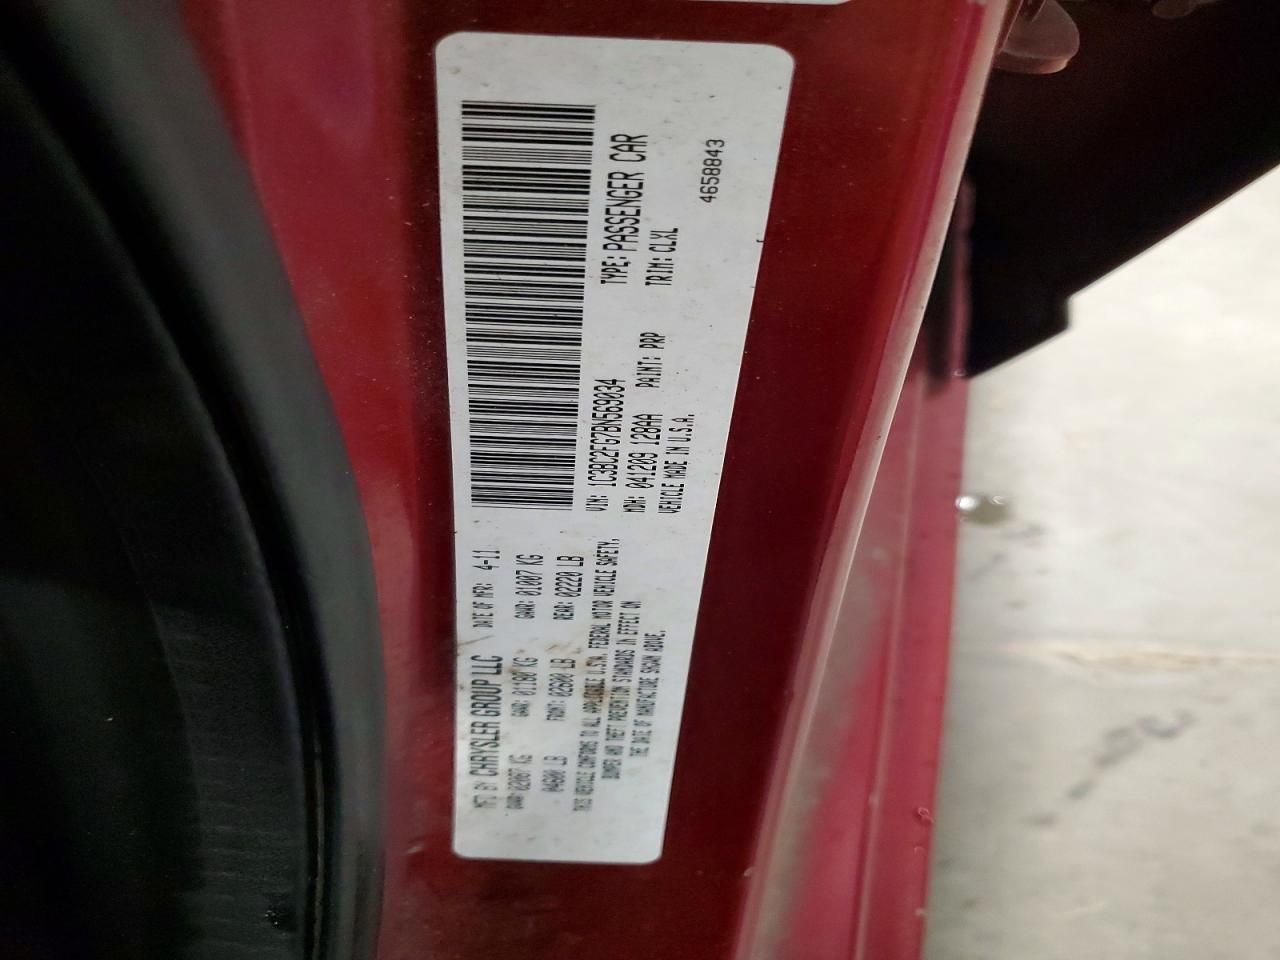 MFD BY CHRYSLER GROUP LLC DATE OF MFR: 4-11
GVWR: 02087 KG GAWR: 01180 KG GAWR: 01007 KG
04600 LB FRONT: 02600 LB REAR: 02220 LB
THIS VEHICLE CONFORMS TO ALL APPLICABLE U.S.A. FEDERAL MOTOR VEHICLE SAFETY,
BUMPER AND THEFT PREVENTION STANDARDS IN EFFECT ON
THE DATE OF MANUFACTURE SHOWN ABOVE.
VIN: 1C3BC2FG7BN569034 TYPE: PASSENGER CAR
MDH: 041209 128AA PAINT: PRP TRIM: CLXL
VEHICLE MADE IN U.S.A.
4658843